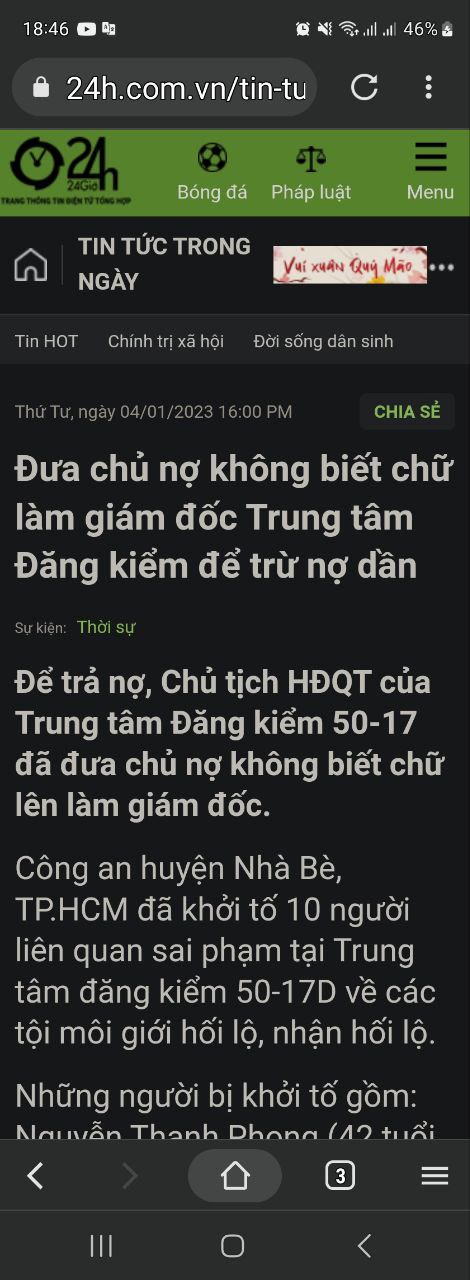 18:46 46%
24h.com.vn/tin-tu
24h
24Giờ
TRANG THÔNG TIN ĐIỆN TỬ TỔNG HỢP
Bóng đá Pháp luật Menu
TIN TỨC TRONG
NGÀY
Vui xuân Quý Mão
Tin HOT Chính trị xã hội Đời sống dân sinh
Thứ Tư, ngày 04/01/2023 16:00 PM CHIA SẺ
Đưa chủ nợ không biết chữ
làm giám đốc Trung tâm
Đăng kiểm để trừ nợ dần
Sự kiện: Thời sự
Để trả nợ, Chủ tịch HĐQT của
Trung tâm Đăng kiểm 50-17
đã đưa chủ nợ không biết chữ
lên làm giám đốc.
Công an huyện Nhà Bè,
TP.HCM đã khởi tố 10 người
liên quan sai phạm tại Trung
tâm đăng kiểm 50-17D về các
tội môi giới hối lộ, nhận hối lộ.
Những người bị khởi tố gồm:
Nguyễn Thanh Phong (42 tuổi
3